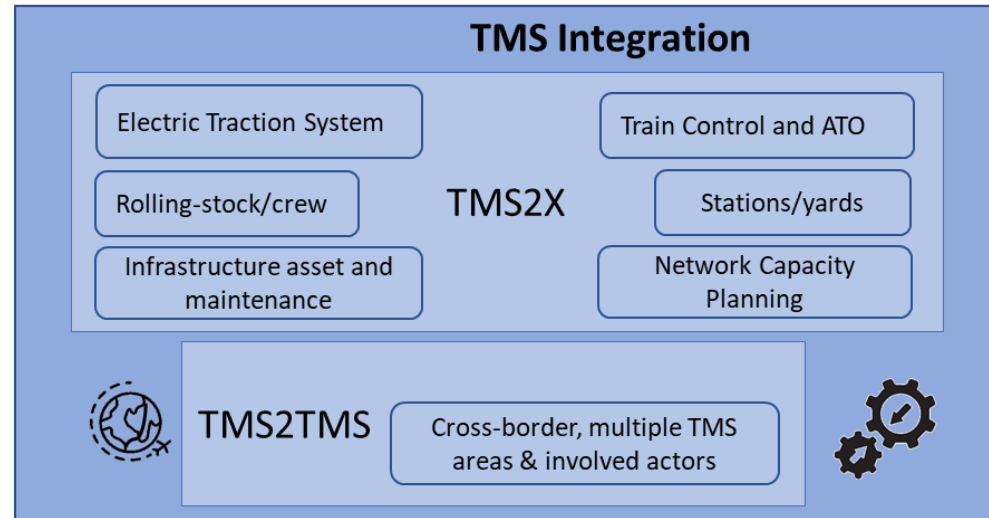 TMS Integration
Electric Traction System
Train Control and ATO
Rolling-stock/crew
TMS2X
Stations/yards
Infrastructure asset and
maintenance
Network Capacity
Planning
TMS2TMS
Cross-border, multiple TMS
areas & involved actors